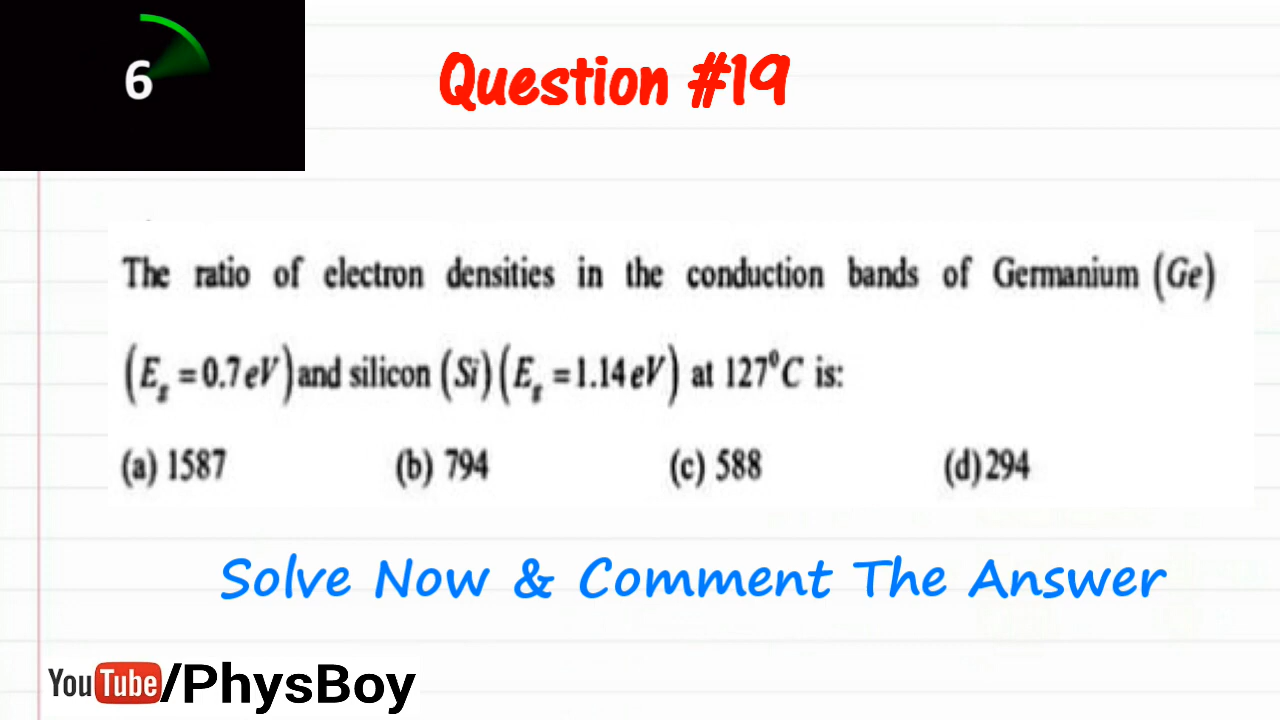 6
Question #19
The ratio of electron densities in the conduction bands of Germanium (Ge)
(E_g = 0.7 eV) and silicon (Si) (E_g = 1.14 eV) at 127⁰C is:
(a) 1587 (b) 794 (c) 588 (d) 294
Solve Now & Comment The Answer
YouTube/PhysBoy